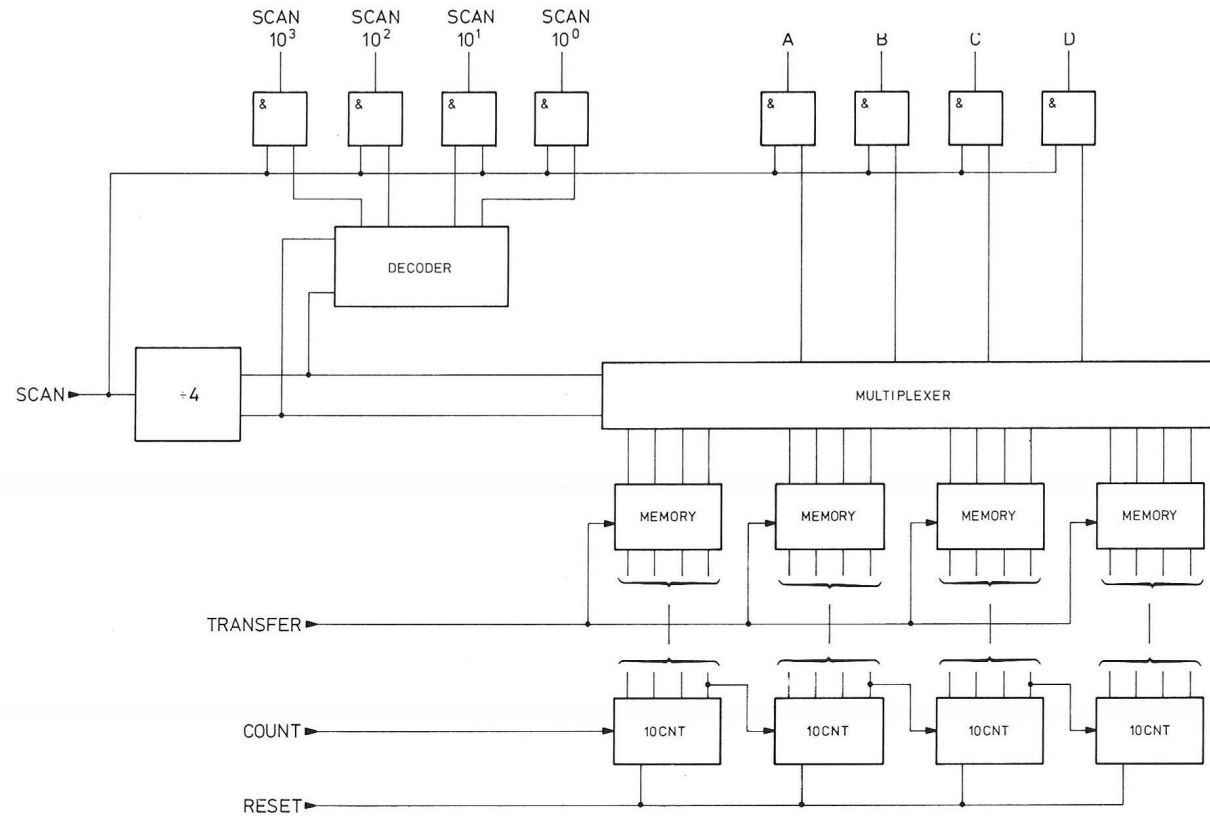 SCAN SCAN SCAN SCAN
10³ 10² 10¹ 10⁰ A B C D
& & & & & & & &
DECODER
SCAN ÷4 MULTIPLEXER
MEMORY MEMORY MEMORY MEMORY
TRANSFER
COUNT 10CNT 10CNT 10CNT 10CNT
RESET